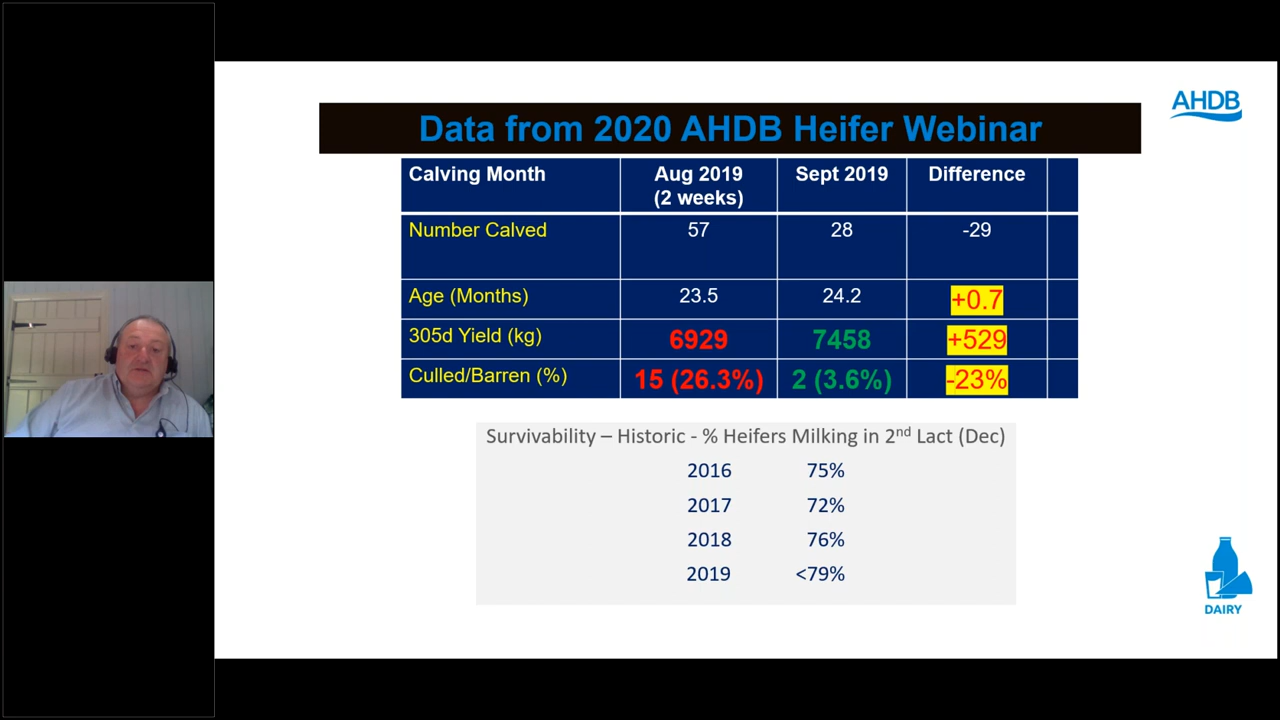 AHDB
Data from 2020 AHDB Heifer Webinar
Calving Month Aug 2019 (2 weeks) Sept 2019 Difference
Number Calved 57 28 -29
Age (Months) 23.5 24.2 +0.7
305d Yield (kg) 6929 7458 +529
Culled/Barren (%) 15 (26.3%) 2 (3.6%) -23%
Survivability – Historic - % Heifers Milking in 2nd Lact (Dec)
2016 75%
2017 72%
2018 76%
2019 <79%
DAIRY